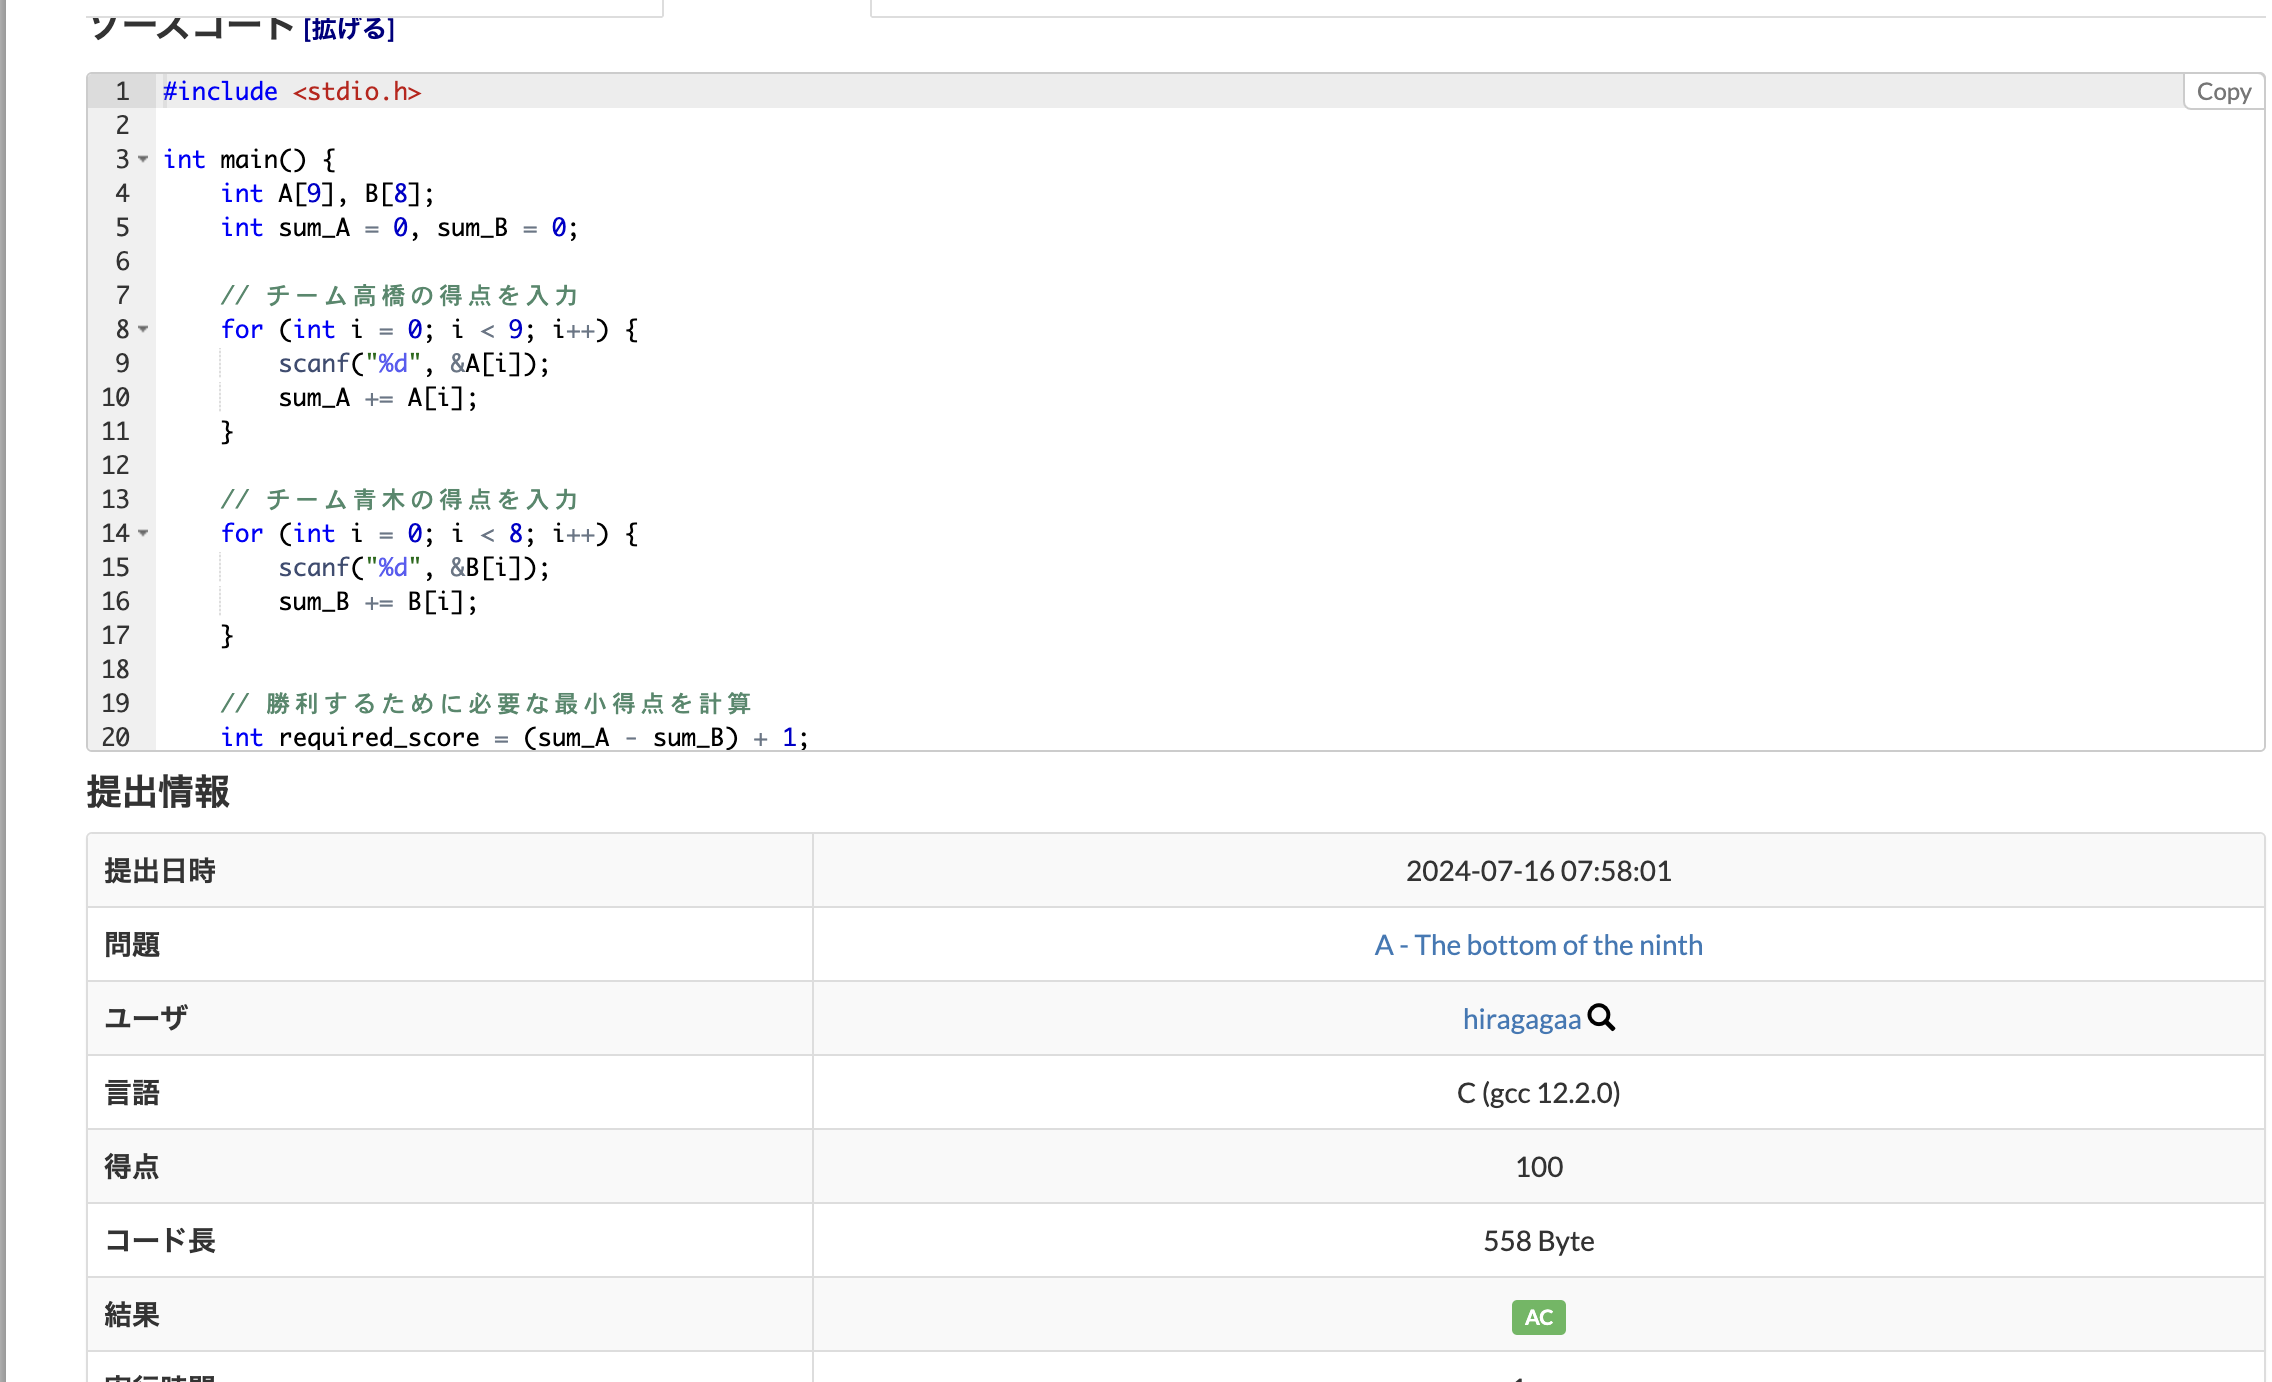 ソースコード [拡げる]
Copy
1 #include <stdio.h>
2
3 int main() {
4     int A[9], B[8];
5     int sum_A = 0, sum_B = 0;
6
7     // チーム高橋の得点を入力
8     for (int i = 0; i < 9; i++) {
9         scanf("%d", &A[i]);
10         sum_A += A[i];
11     }
12
13     // チーム青木の得点を入力
14     for (int i = 0; i < 8; i++) {
15         scanf("%d", &B[i]);
16         sum_B += B[i];
17     }
18
19     // 勝利するために必要な最小得点を計算
20     int required_score = (sum_A - sum_B) + 1;
提出情報
提出日時 2024-07-16 07:58:01
問題 A - The bottom of the ninth
ユーザ hiragagaa
言語 C (gcc 12.2.0)
得点 100
コード長 558 Byte
結果 AC
実行時間